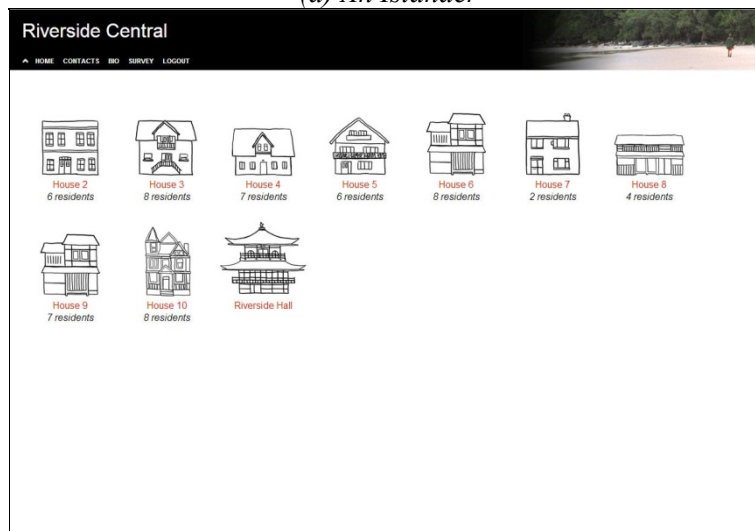 (a) An Islander
Riverside Central
HOME CONTACTS BIO SURVEY LOGOUT
House 2 House 3 House 4 House 5 House 6 House 7 House 8
6 residents 8 residents 7 residents 6 residents 8 residents 2 residents 4 residents
House 9 House 10 Riverside Hall
7 residents 8 residents